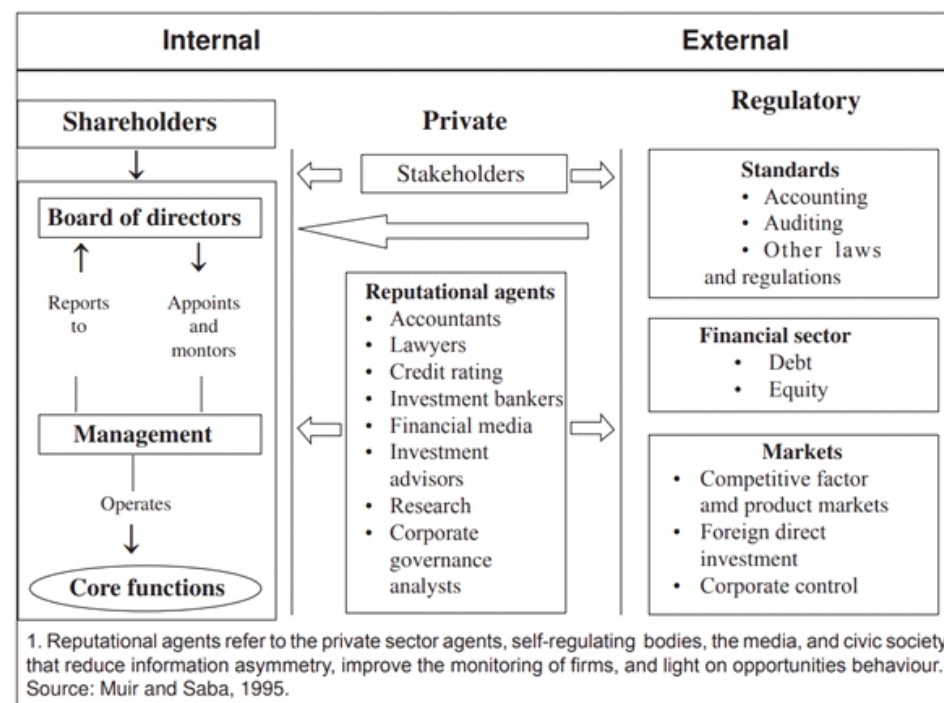 Internal
External
Shareholders
Board of directors
Reports
to
Appoints
and
montors
Management
Operates
Core functions
Private
Stakeholders
Reputational agents
• Accountants
• Lawyers
• Credit rating
• Investment bankers
• Financial media
• Investment
advisors
• Research
• Corporate
governance
analysts
Regulatory
Standards
• Accounting
• Auditing
• Other laws
and regulations
Financial sector
• Debt
• Equity
Markets
• Competitive factor
amd product markets
• Foreign direct
investment
• Corporate control
1. Reputational agents refer to the private sector agents, self-regulating bodies, the media, and civic society
that reduce information asymmetry, improve the monitoring of firms, and light on opportunities behaviour.
Source: Muir and Saba, 1995.